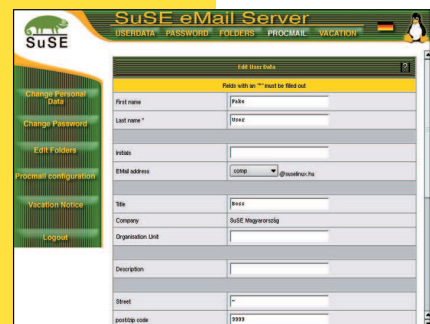 SuSE eMail Server
USERDATA PASSWORD FOLDERS PROCMAIL VACATION
SuSE
Edit User Data
?
Fields with an "*" must be filled out
Change Personal
Data
Change Password
Edit Folders
Procmail configuration
Vacation Notice
Logout
First name Fake
Last name * User
Initials
EMail address comp @suselinux.hu
Title Boss
Company SuSE Magyarország
Organisation Unit
Description
Street -
post/zip code 9999